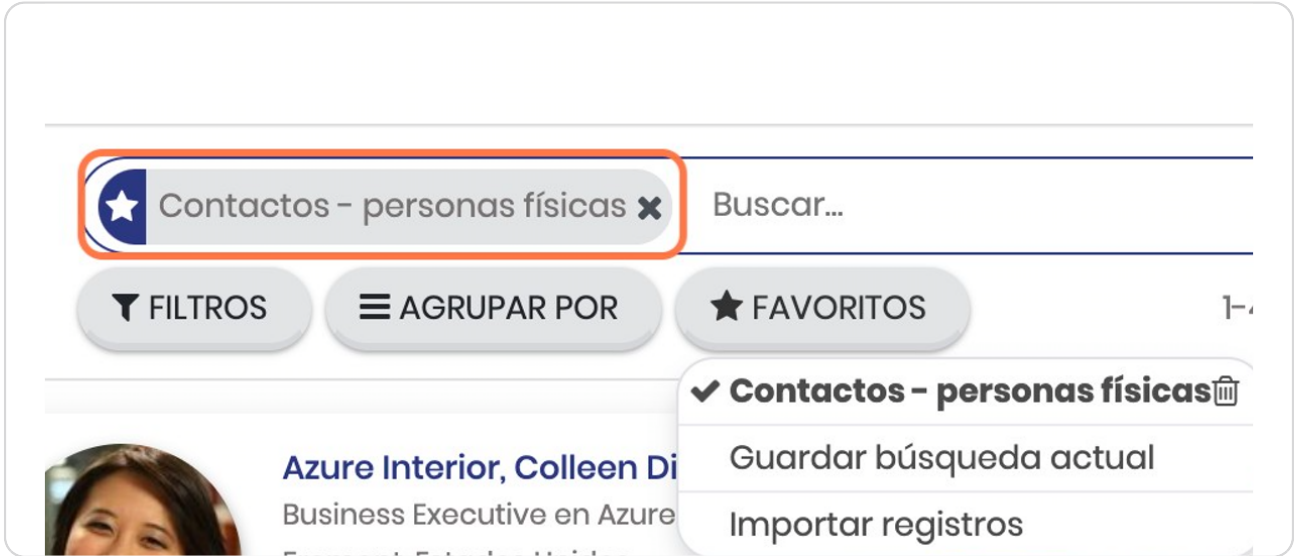 Contactos - personas físicas Buscar...
FILTROS AGRUPAR POR FAVORITOS
Contactos - personas físicas
Guardar búsqueda actual
Importar registros
Azure Interior, Colleen
Business Executive en Azure